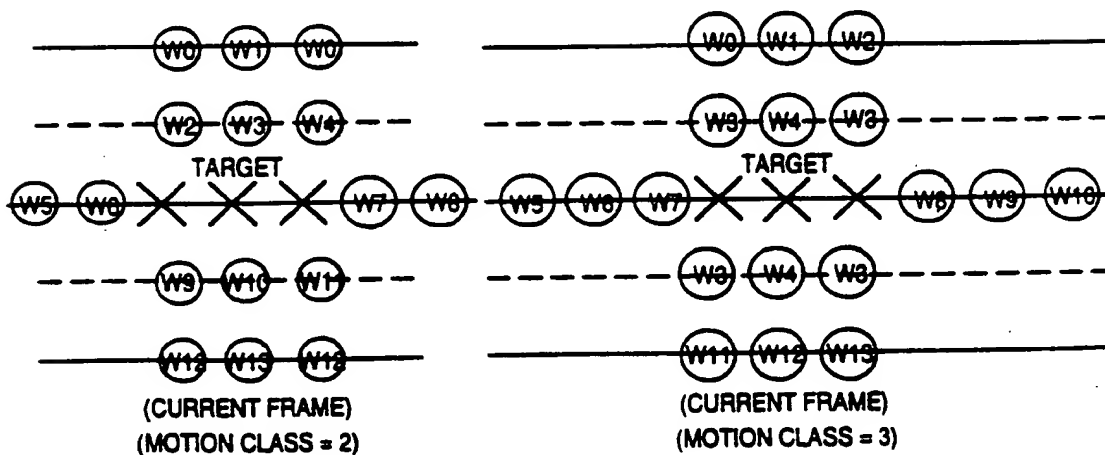 W0 W1 W0
W2 W3 W4
TARGET
W5 W6 W7 W8
W9 W10 W11
W12 W13 W12
(CURRENT FRAME)
(MOTION CLASS = 2)
W0 W1 W2
W3 W4 W3
TARGET
W5 W6 W7 W8 W9 W10
W3 W4 W3
W11 W12 W13
(CURRENT FRAME)
(MOTION CLASS = 3)